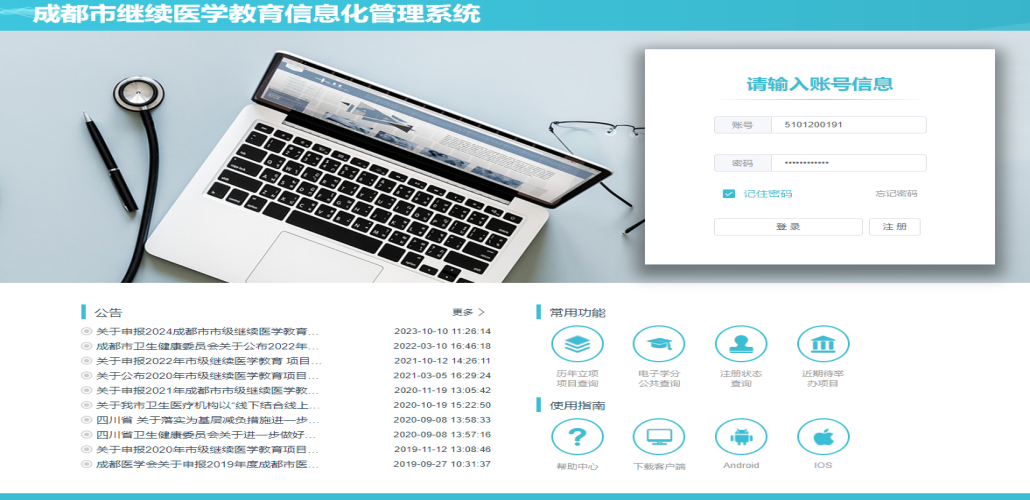 成都市继续医学教育信息化管理系统
请输入账号信息
账号 5101200191
密码 ************
记住密码 忘记密码
登 录 注 册
公告 更多
关于申报2024成都市市级继续医学教育... 2023-10-10 11:26:14
成都市卫生健康委员会关于公布2022年... 2022-03-10 16:46:18
关于申报2022年市级继续医学教育 项目... 2021-10-12 14:26:11
关于公布2020年市级继续医学教育项目... 2021-03-05 16:29:24
关于申报2021年成都市市级继续医学教... 2020-11-19 13:05:42
关于我市卫生医疗机构以“线下结合线上... 2020-10-19 15:22:50
四川省 关于落实为基层减负措施进一步... 2020-09-08 13:58:33
四川省卫生健康委员会关于进一步做好... 2020-09-08 13:57:16
关于申报2020年市级继续医学教育项目... 2019-11-12 13:08:46
成都医学会关于申报2019年度成都市医... 2019-09-27 10:31:37
常用功能
历年立项 电子学分 注册状态 近期待举
项目查询 公共查询 查询 办项目
使用指南
帮助中心 下载客户端 Android IOS